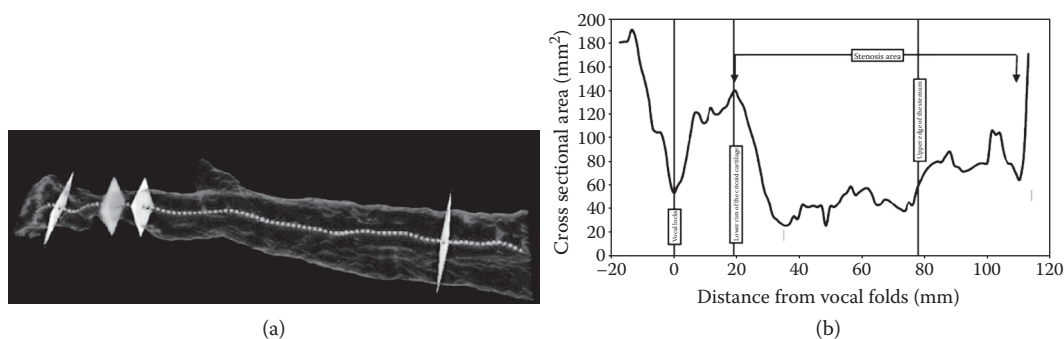 (a)
(b)
Cross sectional area (mm²)
200
180
160
140
120
100
80
60
40
20
0
Stenosis area
Vocal folds
Lower rim of the cricoid cartilage
Upper edge of the sternum
−20 0 20 40 60 80 100 120
Distance from vocal folds (mm)